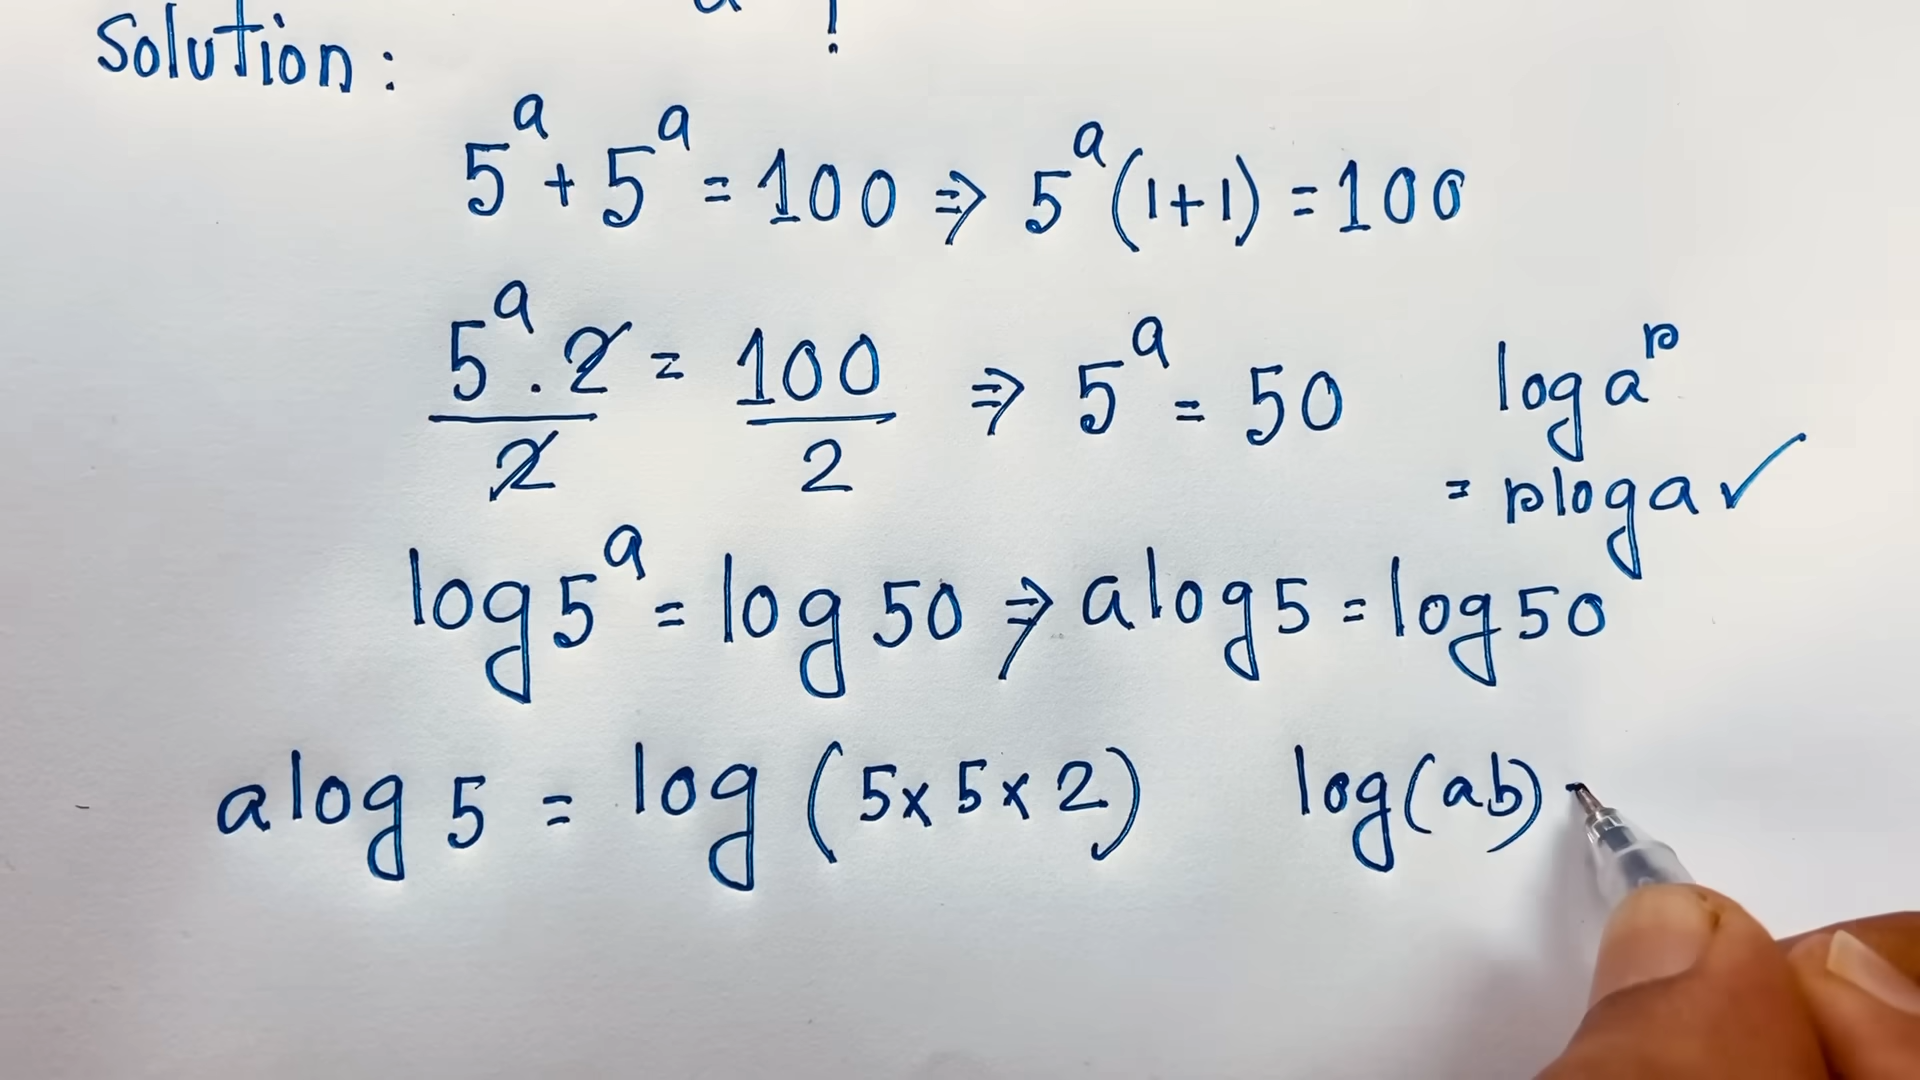 Solution:
5^a + 5^a = 100 ⇒ 5^a (1+1) = 100
5^a . 2 / 2 = 100 / 2 ⇒ 5^a = 50
log a^p
= p log a ✓
log 5^a = log 50 ⇒ a log 5 = log 50
a log 5 = log (5 × 5 × 2)
log (ab) =